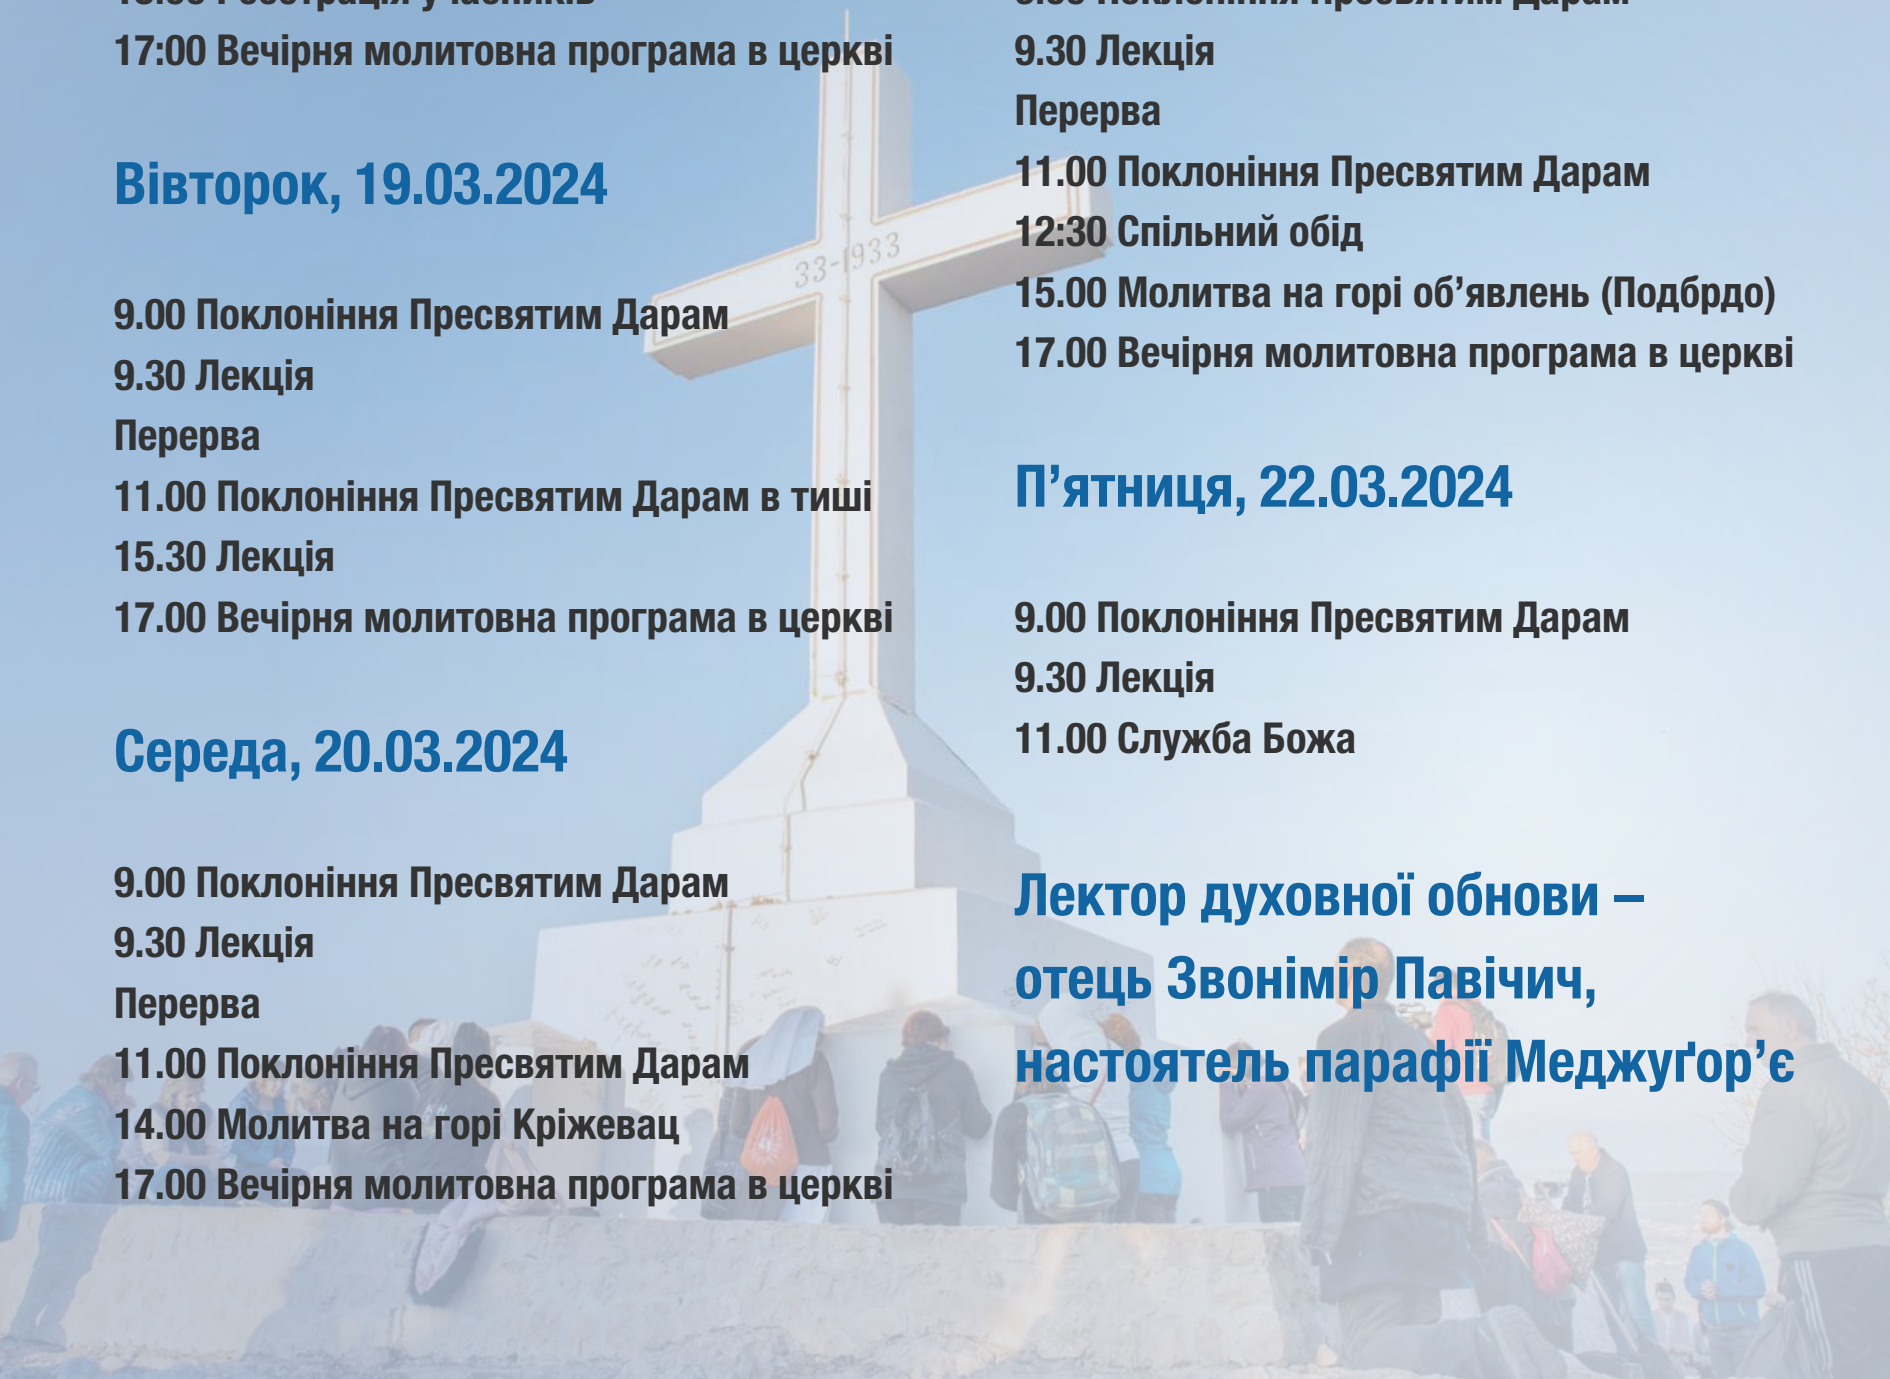 17:00 Вечірня молитовна програма в церкві
Вівторок, 19.03.2024
9.00 Поклоніння Пресвятим Дарам
9.30 Лекція
Перерва
11.00 Поклоніння Пресвятим Дарам в тиші
15.30 Лекція
17.00 Вечірня молитовна програма в церкві
Середа, 20.03.2024
9.00 Поклоніння Пресвятим Дарам
9.30 Лекція
Перерва
11.00 Поклоніння Пресвятим Дарам
14.00 Молитва на горі Кріжевац
17.00 Вечірня молитовна програма в церкві
Поклоніння Пресвятим Дарам
9.30 Лекція
Перерва
11.00 Поклоніння Пресвятим Дарам
12:30 Спільний обід
15.00 Молитва на горі об’явлень (Подбрдо)
17.00 Вечірня молитовна програма в церкві
П’ятниця, 22.03.2024
9.00 Поклоніння Пресвятим Дарам
9.30 Лекція
11.00 Служба Божа
Лектор духовної обнови –
отець Звонімір Павічич,
настоятель парафії Меджуґор’є
33-1933